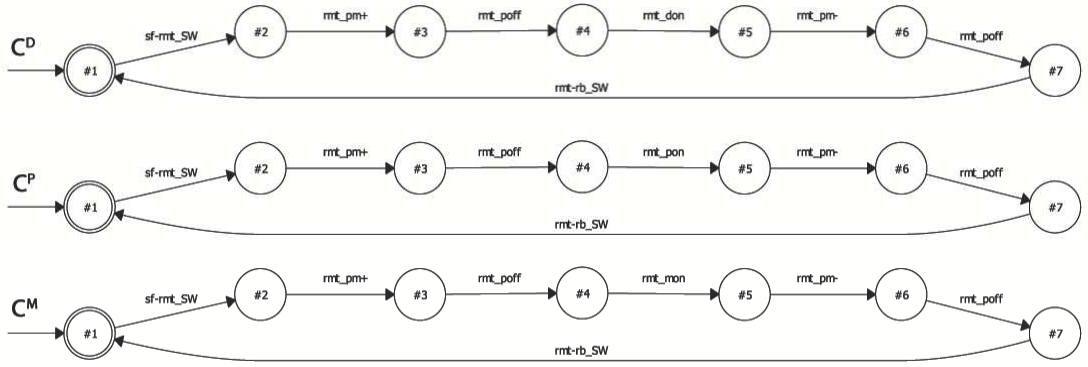 sf-rmt_SW rmt_pm+ rmt_poff rmt_don rmt_pm- rmt_poff
C^D #1 #2 #3 #4 #5 #6 #7
rmt-rb_SW
sf-rmt_SW rmt_pm+ rmt_poff rmt_pon rmt_pm- rmt_poff
C^P #1 #2 #3 #4 #5 #6 #7
rmt-rb_SW
sf-rmt_SW rmt_pm+ rmt_poff rmt_mon rmt_pm- rmt_poff
C^M #1 #2 #3 #4 #5 #6 #7
rmt-rb_SW